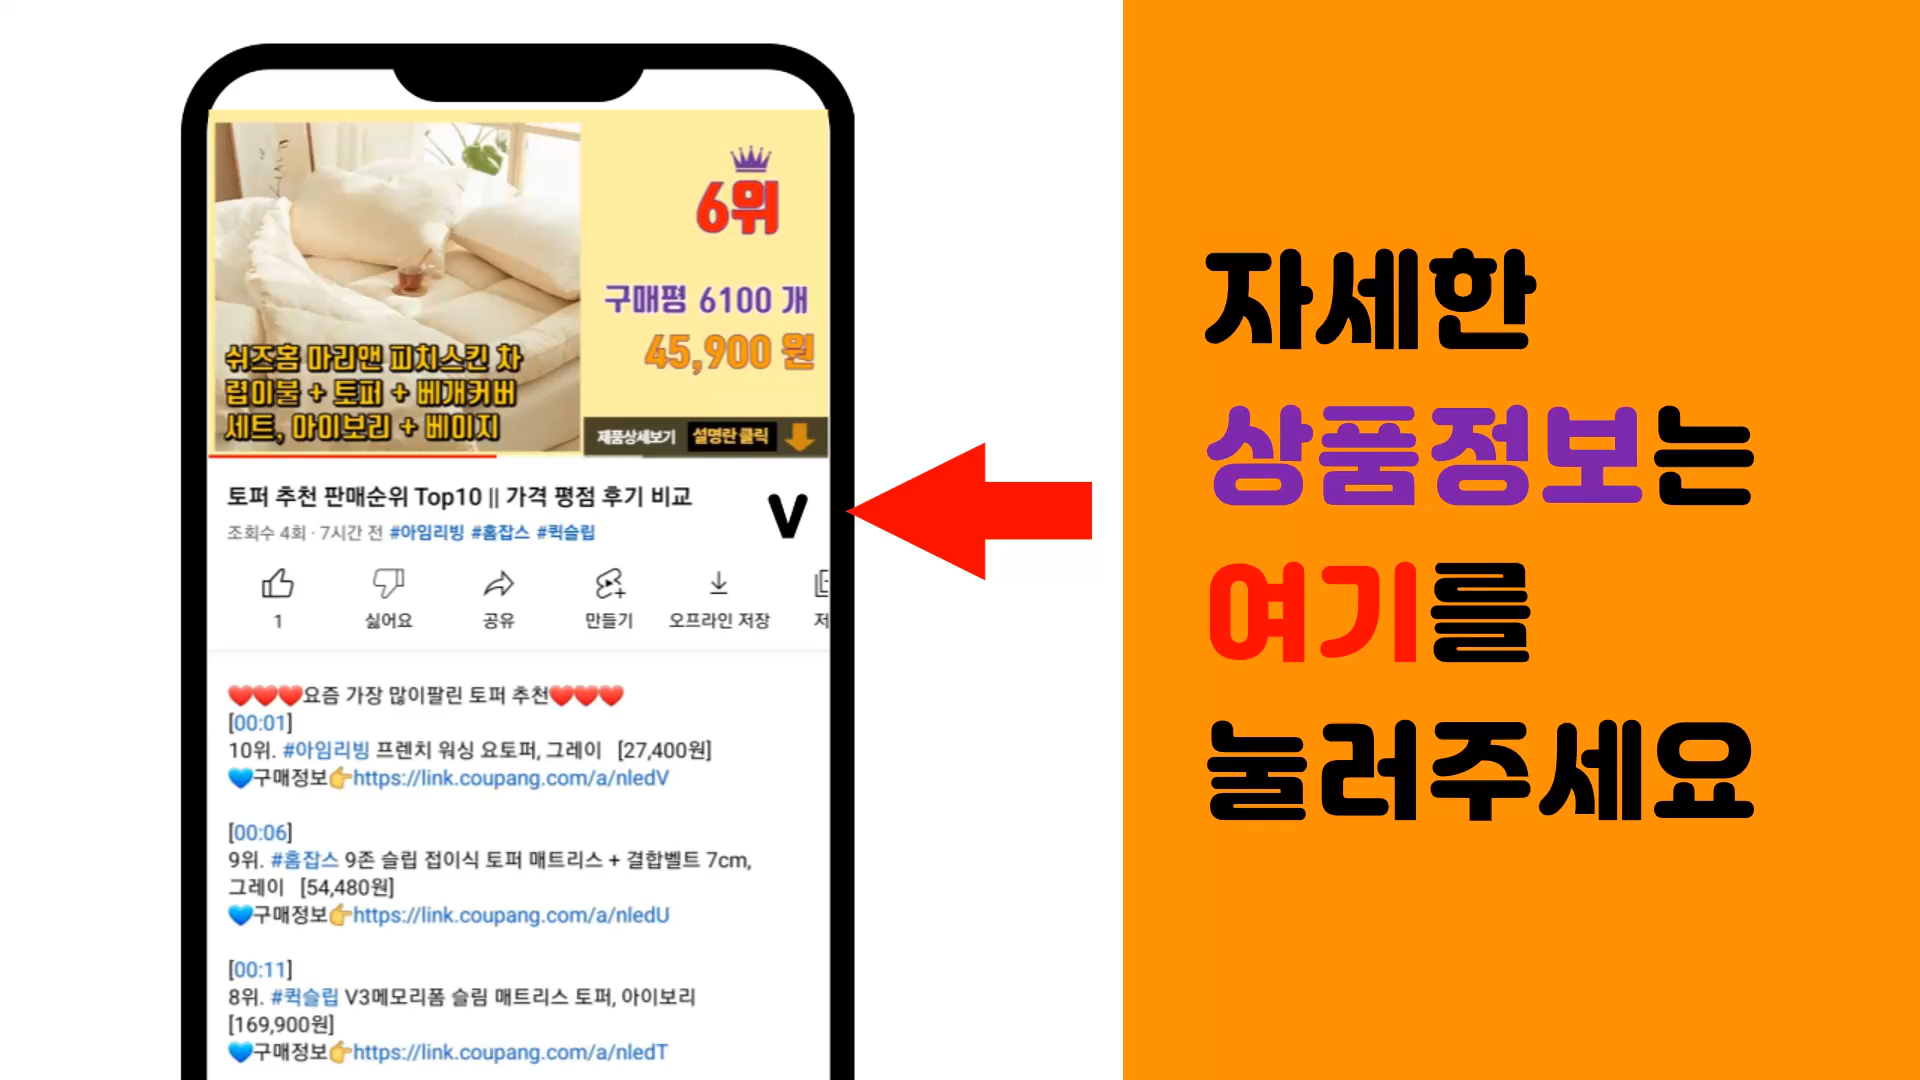 6위
구매평 6100 개
45,900 원
쉬즈홈 마리앤 피치스킨 차
렵이불 + 토퍼 + 베개커버
세트, 아이보리 + 베이지
제품상세보기 설명란 클릭
토퍼 추천 판매순위 Top10 || 가격 평점 후기 비교
V
조회수 4회 · 7시간 전 #아임리빙 #홈잡스 #퀵슬립
1 싫어요 공유 만들기 오프라인 저장 저
❤️❤️❤️요즘 가장 많이팔린 토퍼 추천❤️❤️❤️
[00:01]
10위. #아임리빙 프렌치 워싱 요토퍼, 그레이 [27,400원]
💙구매정보👉https://link.coupang.com/a/nledV
[00:06]
9위. #홈잡스 9존 슬립 접이식 토퍼 매트리스 + 결합벨트 7cm,
그레이 [54,480원]
💙구매정보👉https://link.coupang.com/a/nledU
[00:11]
8위. #퀵슬립 V3메모리폼 슬림 매트리스 토퍼, 아이보리
[169,900원]
💙구매정보👉https://link.coupang.com/a/nledT
자세한
상품정보는
여기를
눌러주세요